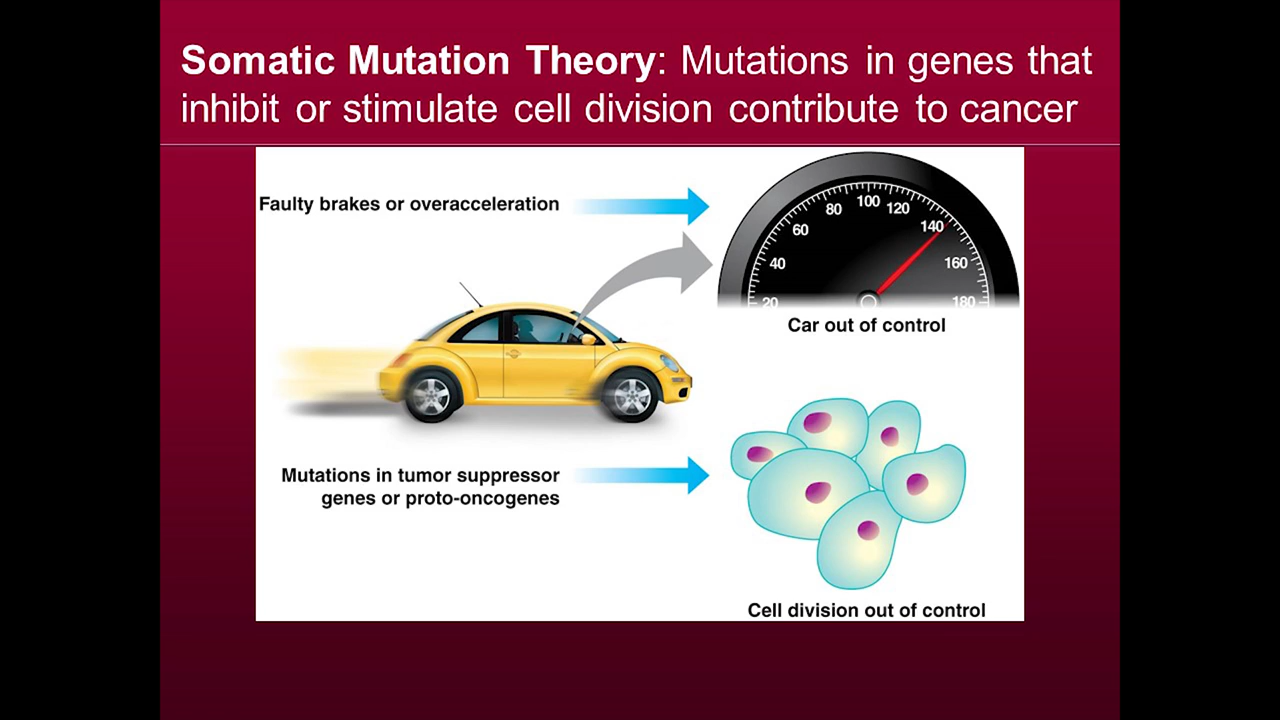 Somatic Mutation Theory: Mutations in genes that
inhibit or stimulate cell division contribute to cancer
Faulty brakes or overacceleration
20
40
60
80
100
120
140
160
180
Car out of control
Mutations in tumor suppressor
genes or proto-oncogenes
Cell division out of control